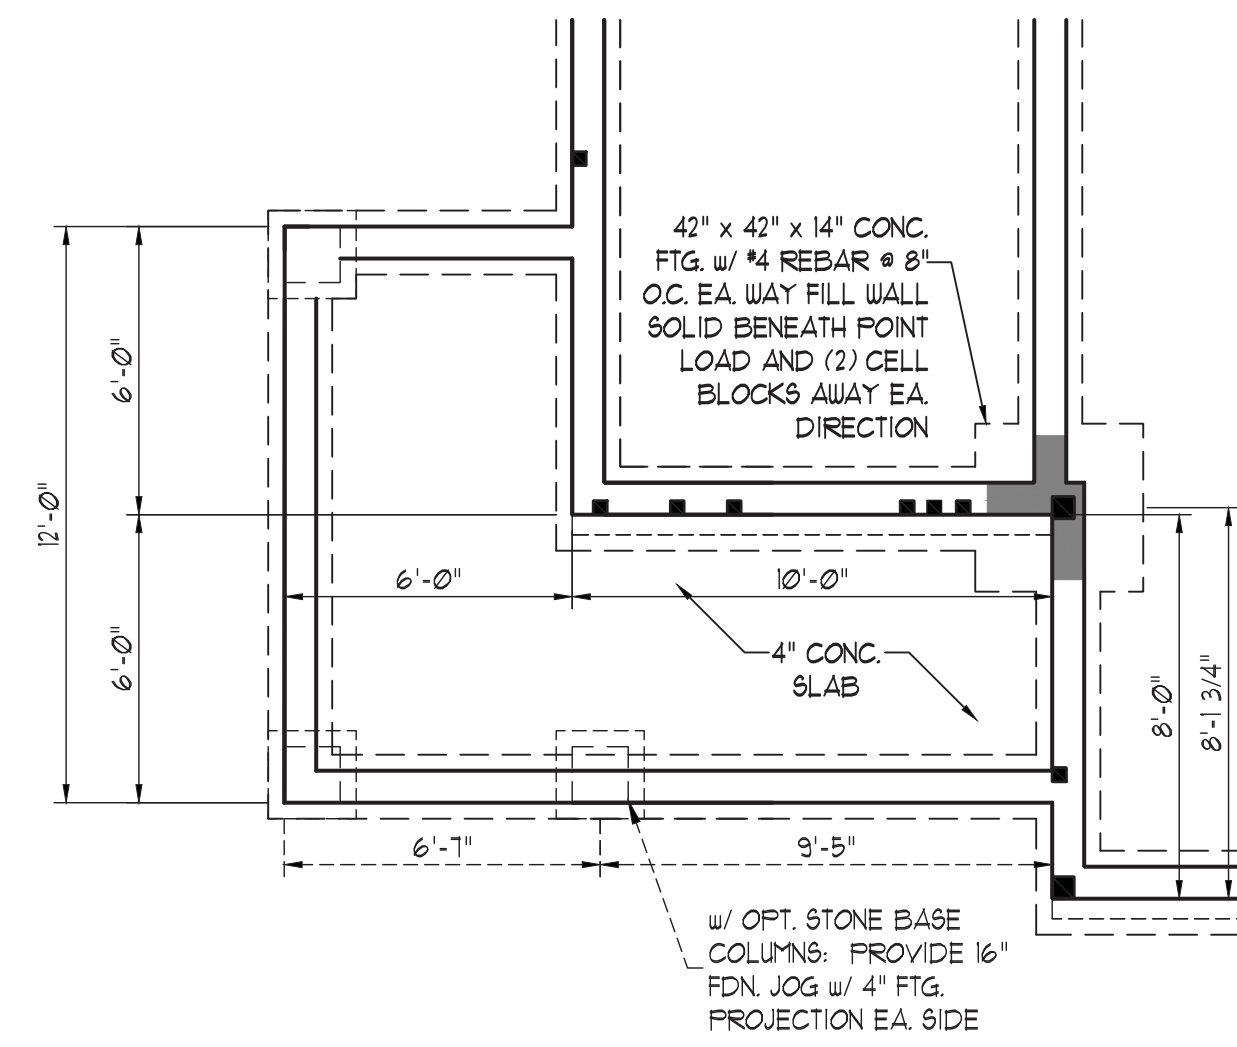 42" x 42" x 14" CONC.
FTG. w/ #4 REBAR @ 8"
O.C. EA. WAY FILL WALL
SOLID BENEATH POINT
LOAD AND (2) CELL
BLOCKS AWAY EA.
DIRECTION
6'-0"
12'-0"
6'-0"
6'-0"
10'-0"
4" CONC.
SLAB
8'-0"
8'-1 3/4"
6'-7"
9'-5"
w/ OPT. STONE BASE
COLUMNS: PROVIDE 16"
FDN. JOG w/ 4" FTG.
PROJECTION EA. SIDE